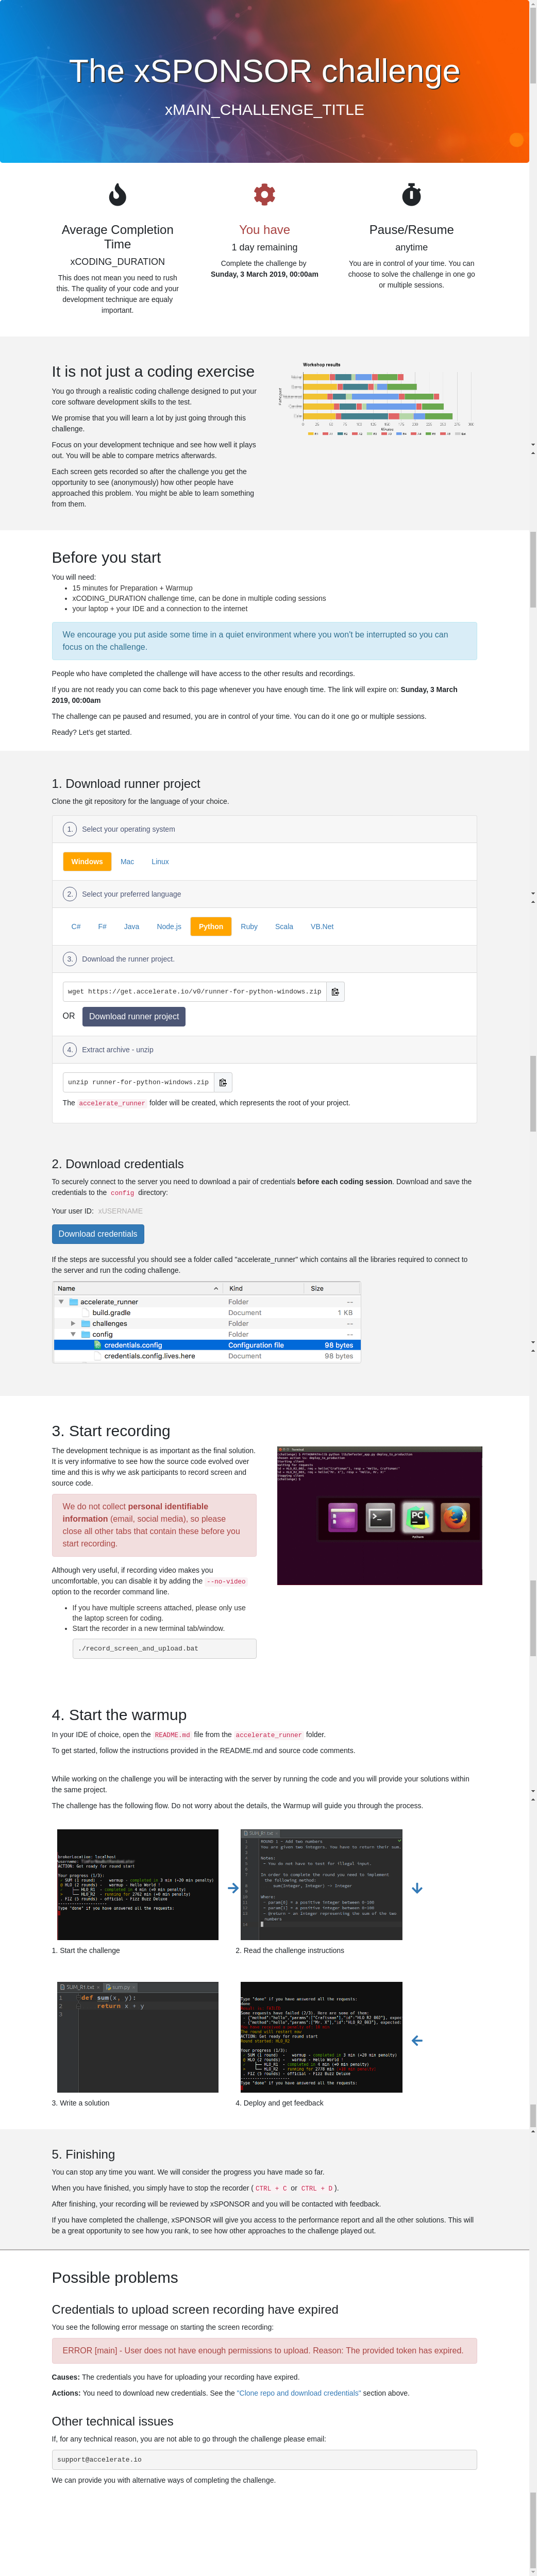 The xSPONSOR challenge
xMAIN_CHALLENGE_TITLE
Average Completion
Time
xCODING_DURATION
This does not mean you need to rush
this. The quality of your code and your
development technique are equaly
important.
You have
1 day remaining
Complete the challenge by
Sunday, 3 March 2019, 00:00am
Pause/Resume
anytime
You are in control of your time. You can
choose to solve the challenge in one go
or multiple sessions.
It is not just a coding exercise
You go through a realistic coding challenge designed to put your
core software development skills to the test.
We promise that you will learn a lot by just going through this
challenge.
Focus on your development technique and see how well it plays
out. You will be able to compare metrics afterwards.
Each screen gets recorded so after the challenge you get the
opportunity to see (anonymously) how other people have
approached this problem. You might be able to learn something
from them.
Workshop results
Minutes
Before you start
You will need:
15 minutes for Preparation + Warmup
xCODING_DURATION challenge time, can be done in multiple coding sessions
your laptop + your IDE and a connection to the internet
We encourage you put aside some time in a quiet environment where you won't be interrupted so you can
focus on the challenge.
People who have completed the challenge will have access to the other results and recordings.
If you are not ready you can come back to this page whenever you have enough time. The link will expire on: Sunday, 3 March
2019, 00:00am
The challenge can pe paused and resumed, you are in control of your time. You can do it one go or multiple sessions.
Ready? Let's get started.
1. Download runner project
Clone the git repository for the language of your choice.
1. Select your operating system
Windows Mac Linux
2. Select your preferred language
C# F# Java Node.js Python Ruby Scala VB.Net
3. Download the runner project.
wget https://get.accelerate.io/v0/runner-for-python-windows.zip
OR Download runner project
4. Extract archive - unzip
unzip runner-for-python-windows.zip
The accelerate_runner folder will be created, which represents the root of your project.
2. Download credentials
To securely connect to the server you need to download a pair of credentials before each coding session. Download and save the
credentials to the config directory:
Your user ID: xUSERNAME
Download credentials
If the steps are successful you should see a folder called "accelerate_runner" which contains all the libraries required to connect to
the server and run the coding challenge.
Name Kind Size
accelerate_runner Folder --
build.gradle Document 1 KB
challenges Folder --
config Folder --
credentials.config Configuration file 98 bytes
credentials.config.lives.here Document 98 bytes
3. Start recording
The development technique is as important as the final solution.
It is very informative to see how the source code evolved over
time and this is why we ask participants to record screen and
source code.
We do not collect personal identifiable
information (email, social media), so please
close all other tabs that contain these before you
start recording.
Although very useful, if recording video makes you
uncomfortable, you can disable it by adding the --no-video
option to the recorder command line.
If you have multiple screens attached, please only use
the laptop screen for coding.
Start the recorder in a new terminal tab/window.
./record_screen_and_upload.bat
4. Start the warmup
In your IDE of choice, open the README.md file from the accelerate_runner folder.
To get started, follow the instructions provided in the README.md and source code comments.
While working on the challenge you will be interacting with the server by running the code and you will provide your solutions within
the same project.
The challenge has the following flow. Do not worry about the details, the Warmup will guide you through the process.
1. Start the challenge
2. Read the challenge instructions
def sum(x, y):
return x + y
3. Write a solution
4. Deploy and get feedback
5. Finishing
You can stop any time you want. We will consider the progress you have made so far.
When you have finished, you simply have to stop the recorder ( CTRL + C or CTRL + D ).
After finishing, your recording will be reviewed by xSPONSOR and you will be contacted with feedback.
If you have completed the challenge, xSPONSOR will give you access to the performance report and all the other solutions. This will
be a great opportunity to see how you rank, to see how other approaches to the challenge played out.
Possible problems
Credentials to upload screen recording have expired
You see the following error message on starting the screen recording:
ERROR [main] - User does not have enough permissions to upload. Reason: The provided token has expired.
Causes: The credentials you have for uploading your recording have expired.
Actions: You need to download new credentials. See the "Clone repo and download credentials" section above.
Other technical issues
If, for any technical reason, you are not able to go through the challenge please email:
support@accelerate.io
We can provide you with alternative ways of completing the challenge.